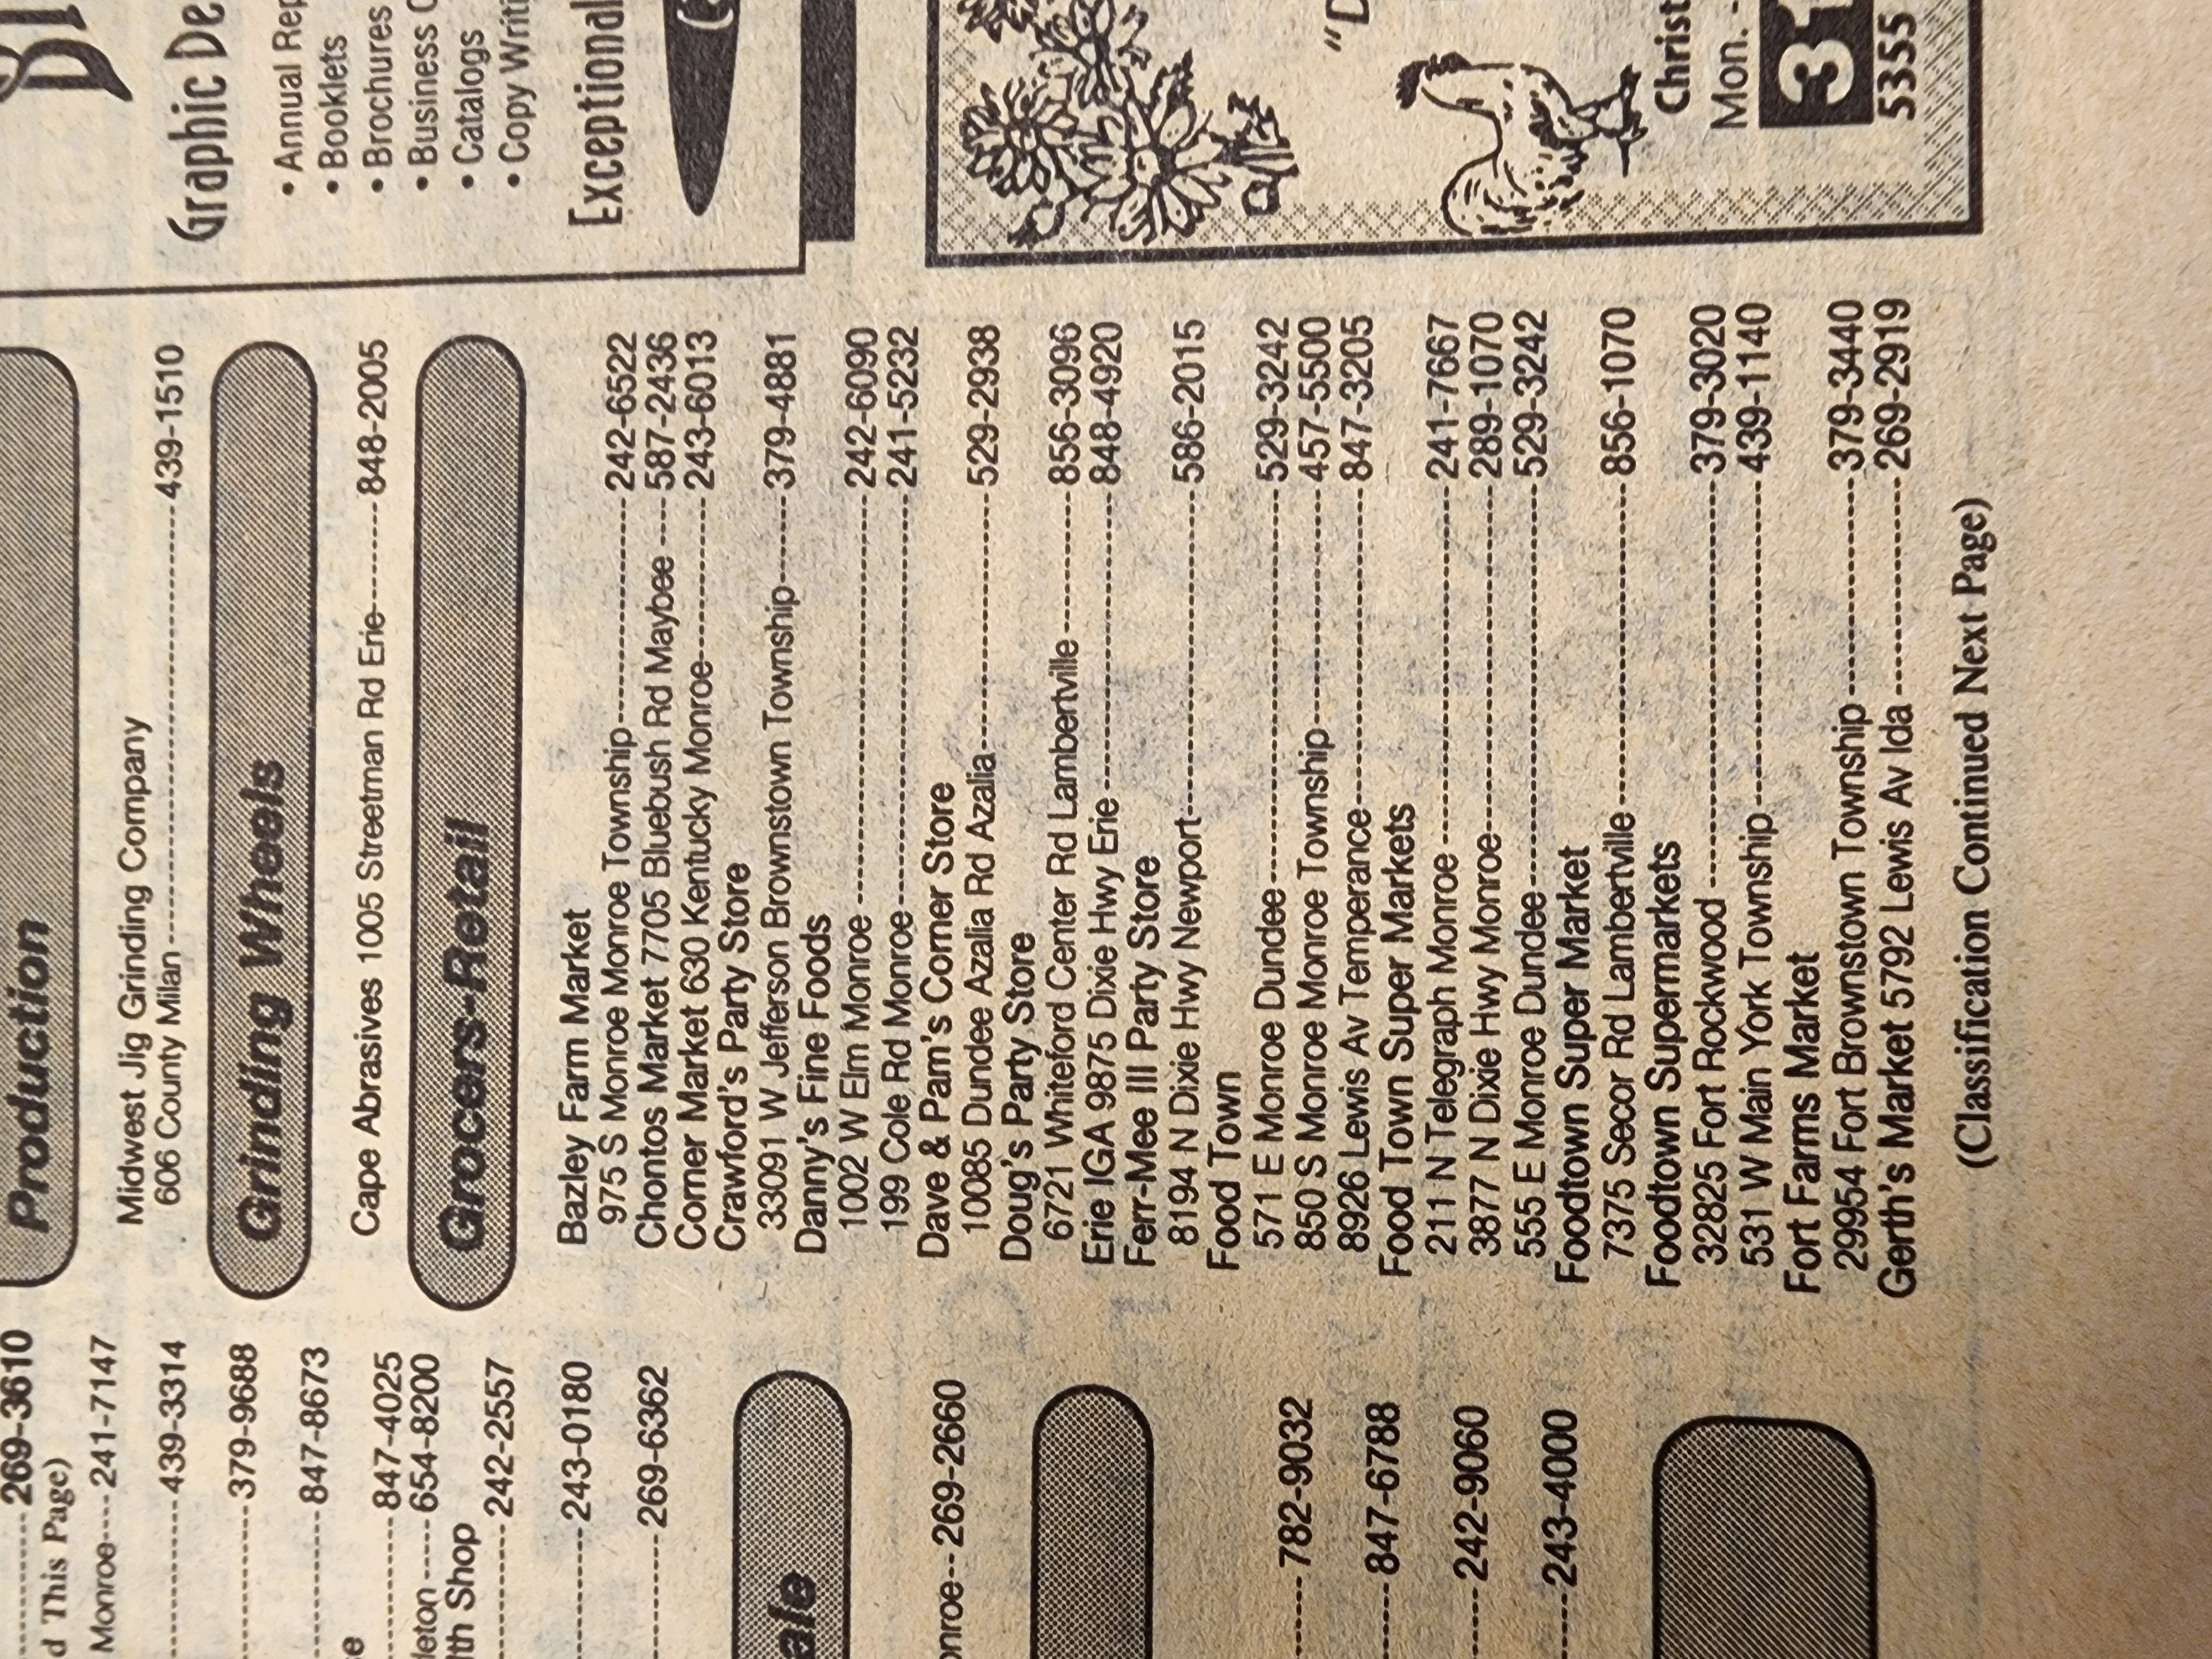 269-3610
d This Page)
Monroe----241-7147
439-3314
379-9688
847-8673
847-4025
leton-----654-8200
lth Shop
242-2557
243-0180
269-6362
ale
onroe--269-2660
782-9032
847-6788
242-9060
243-4000
Production
Midwest Jig Grinding Company
606 County Milan------439-1510
Grinding Wheels
Cape Abrasives 1005 Streetman Rd Erie------848-2005
Grocers-Retail
Bazley Farm Market
975 S Monroe Monroe Township------242-6522
Chontos Market 7705 Bluebush Rd Maybee----587-2436
Corner Market 630 Kentucky Monroe------243-6013
Crawford's Party Store
33091 W Jefferson Brownstown Township------379-4881
Danny's Fine Foods
1002 W Elm Monroe------242-6090
199 Cole Rd Monroe------241-5232
Dave & Pam's Corner Store
10085 Dundee Azalia Rd Azalia------529-2938
Doug's Party Store
6721 Whiteford Center Rd Lambertville------856-3096
Erie IGA 9875 Dixie Hwy Erie------848-4920
Ferr-Mee III Party Store
8194 N Dixie Hwy Newport------586-2015
Food Town
571 E Monroe Dundee------529-3242
850 S Monroe Monroe Township------457-5500
8926 Lewis Av Temperance------847-3205
Food Town Super Markets
211 N Telegraph Monroe------241-7667
3877 N Dixie Hwy Monroe------289-1070
555 E Monroe Dundee------529-3242
Foodtown Super Market
7375 Secor Rd Lambertville------856-1070
Foodtown Supermarkets
32825 Fort Rockwood------379-3020
531 W Main York Township------439-1140
Fort Farms Market
29954 Fort Brownstown Township------379-3440
Gerth's Market 5792 Lewis Av Ida------269-2919
(Classification Continued Next Page)
Graphic De
• Annual Rep
• Booklets
• Brochures
• Business C
• Catalogs
• Copy Writi
Exceptional
"D
Christ
Mon. -
31
5355